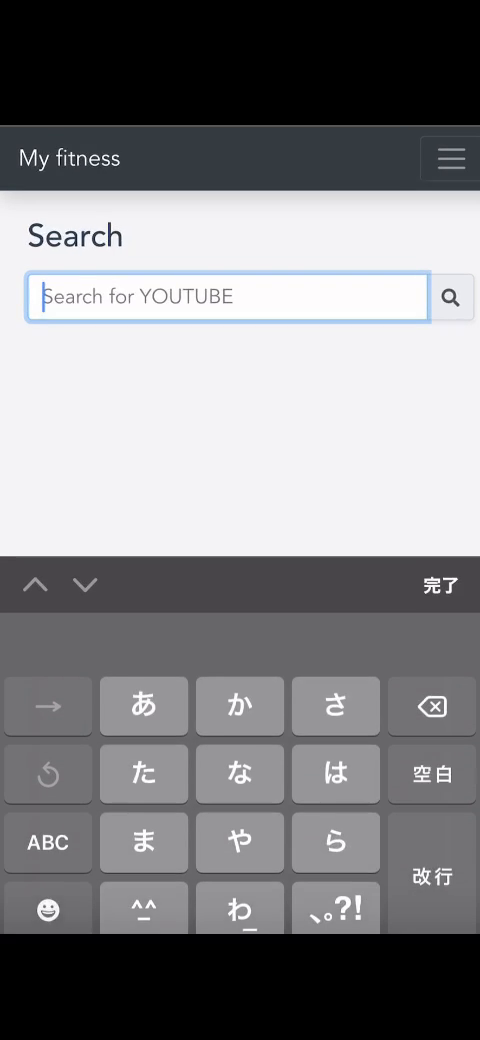 My fitness
Search
Search for YOUTUBE
完了
→ あ か さ
た な は 空白
ABC ま や ら
改行
^^ わ_ 、。?!